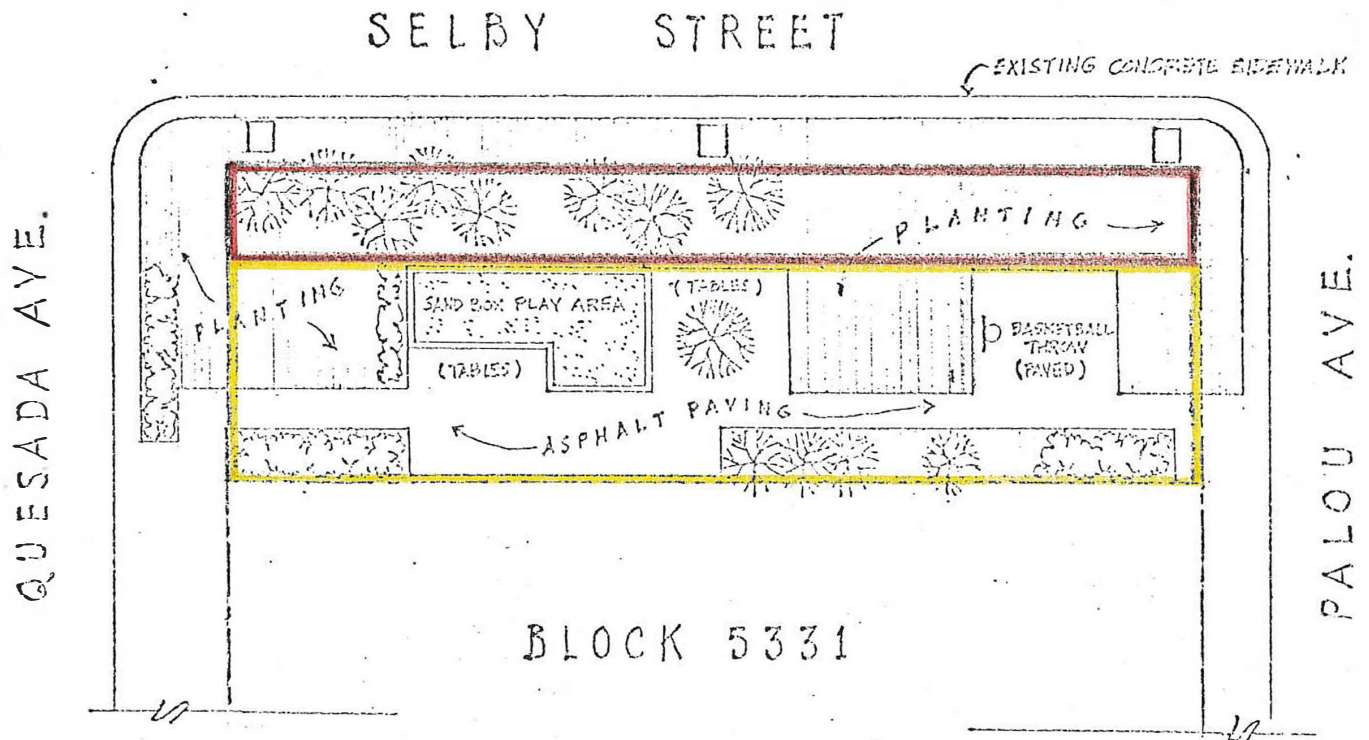 SELBY STREET
EXISTING CONCRETE SIDEWALK
QUESADA AVE.
PLANTING
PLANTING
SAND BOX PLAY AREA
(TABLES)
(TABLES)
BASKETBALL
THROW
(PAVED)
ASPHALT PAVING
PALOU AVE.
BLOCK 5331